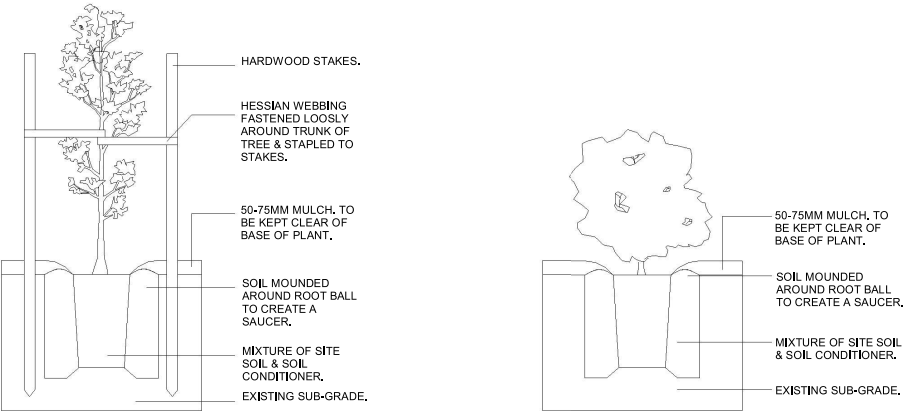 HARDWOOD STAKES.
HESSIAN WEBBING
FASTENED LOOSLY
AROUND TRUNK OF
TREE & STAPLED TO
STAKES.
50-75MM MULCH. TO
BE KEPT CLEAR OF
BASE OF PLANT.
SOIL MOUNDED
AROUND ROOT BALL
TO CREATE A
SAUCER.
MIXTURE OF SITE
SOIL & SOIL
CONDITIONER.
EXISTING SUB-GRADE.
50-75MM MULCH. TO
BE KEPT CLEAR OF
BASE OF PLANT.
SOIL MOUNDED
AROUND ROOT BALL
TO CREATE A SAUCER.
MIXTURE OF SITE SOIL
& SOIL CONDITIONER.
EXISTING SUB-GRADE.